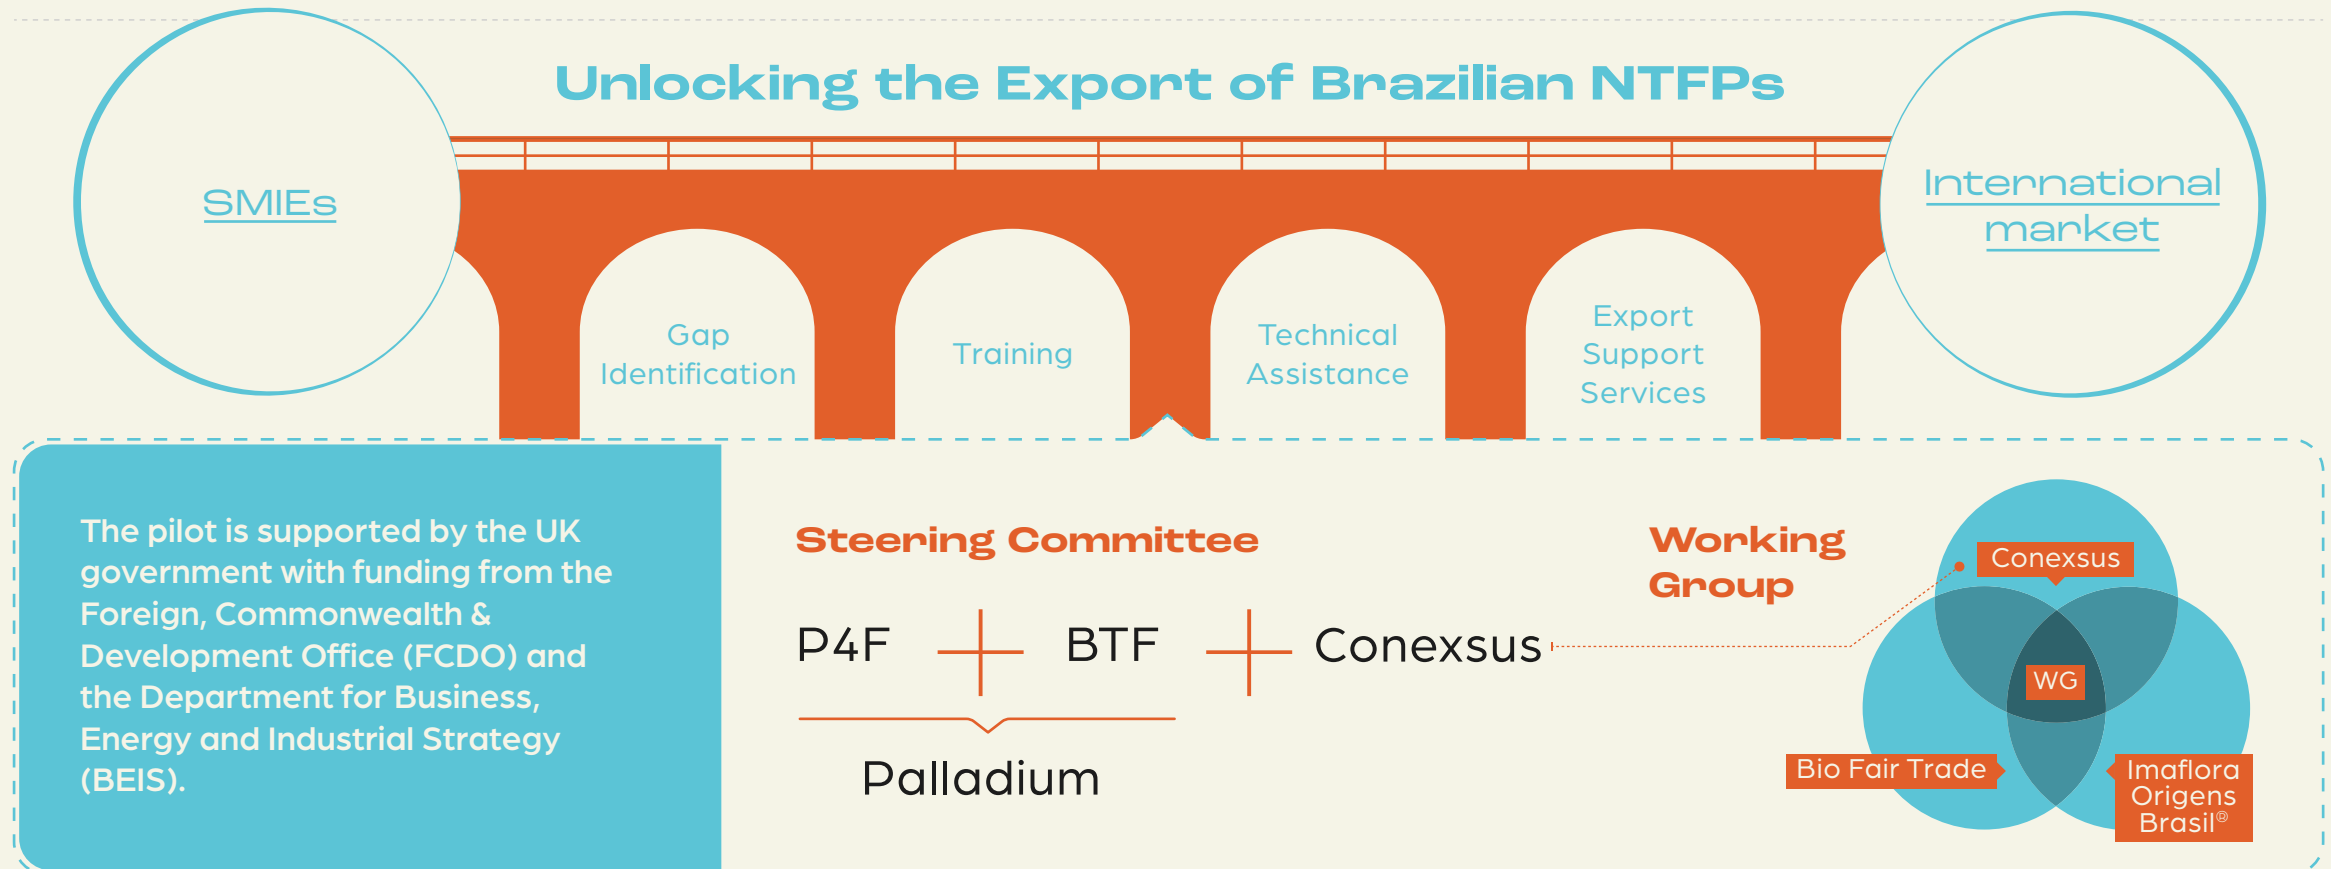 Unlocking the Export of Brazilian NTFPs
SMIEs
International
market
Gap
Identification
Training
Technical
Assistance
Export
Support
Services
The pilot is supported by the UK
government with funding from the
Foreign, Commonwealth &
Development Office (FCDO) and
the Department for Business,
Energy and Industrial Strategy
(BEIS).
Steering Committee
P4F
BTF
Conexsus
Palladium
Working
Group
Conexsus
WG
Bio Fair Trade
Imaflora
Origens
Brasil®